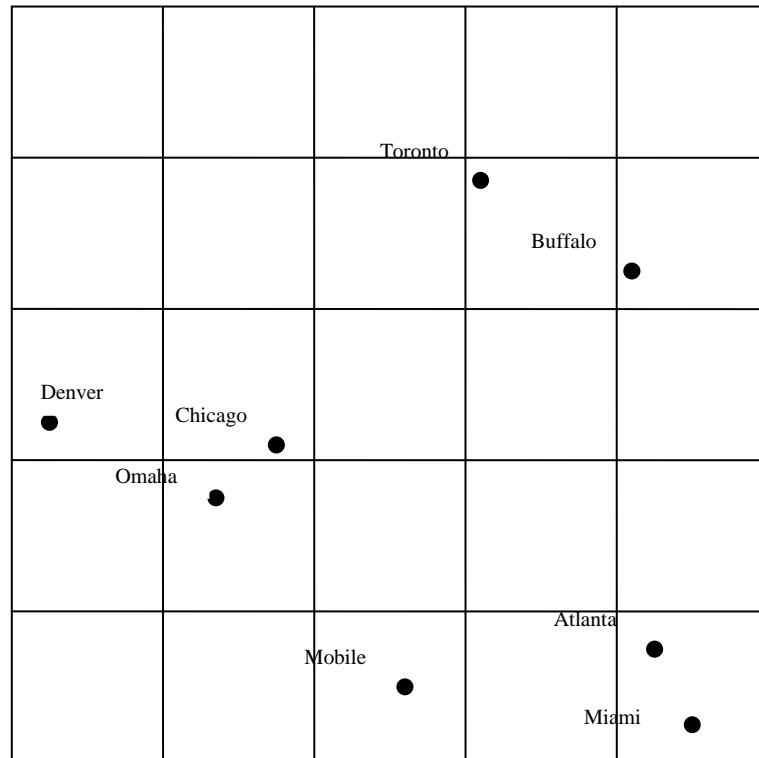 Toronto
Buffalo
Denver
Chicago
Omaha
Atlanta
Mobile
Miami